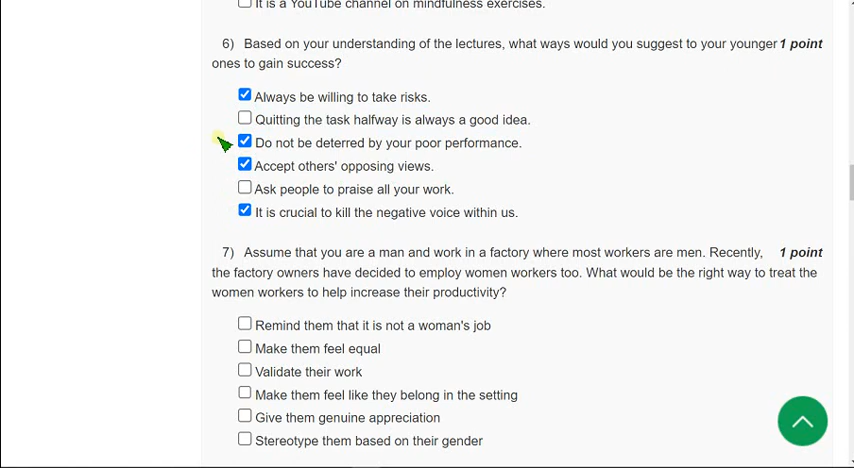 It is a YouTube channel on mindfulness exercises.
6) Based on your understanding of the lectures, what ways would you suggest to your younger 1 point
ones to gain success?
Always be willing to take risks.
Quitting the task halfway is always a good idea.
Do not be deterred by your poor performance.
Accept others' opposing views.
Ask people to praise all your work.
It is crucial to kill the negative voice within us.
7) Assume that you are a man and work in a factory where most workers are men. Recently, 1 point
the factory owners have decided to employ women workers too. What would be the right way to treat the
women workers to help increase their productivity?
Remind them that it is not a woman's job
Make them feel equal
Validate their work
Make them feel like they belong in the setting
Give them genuine appreciation
Stereotype them based on their gender